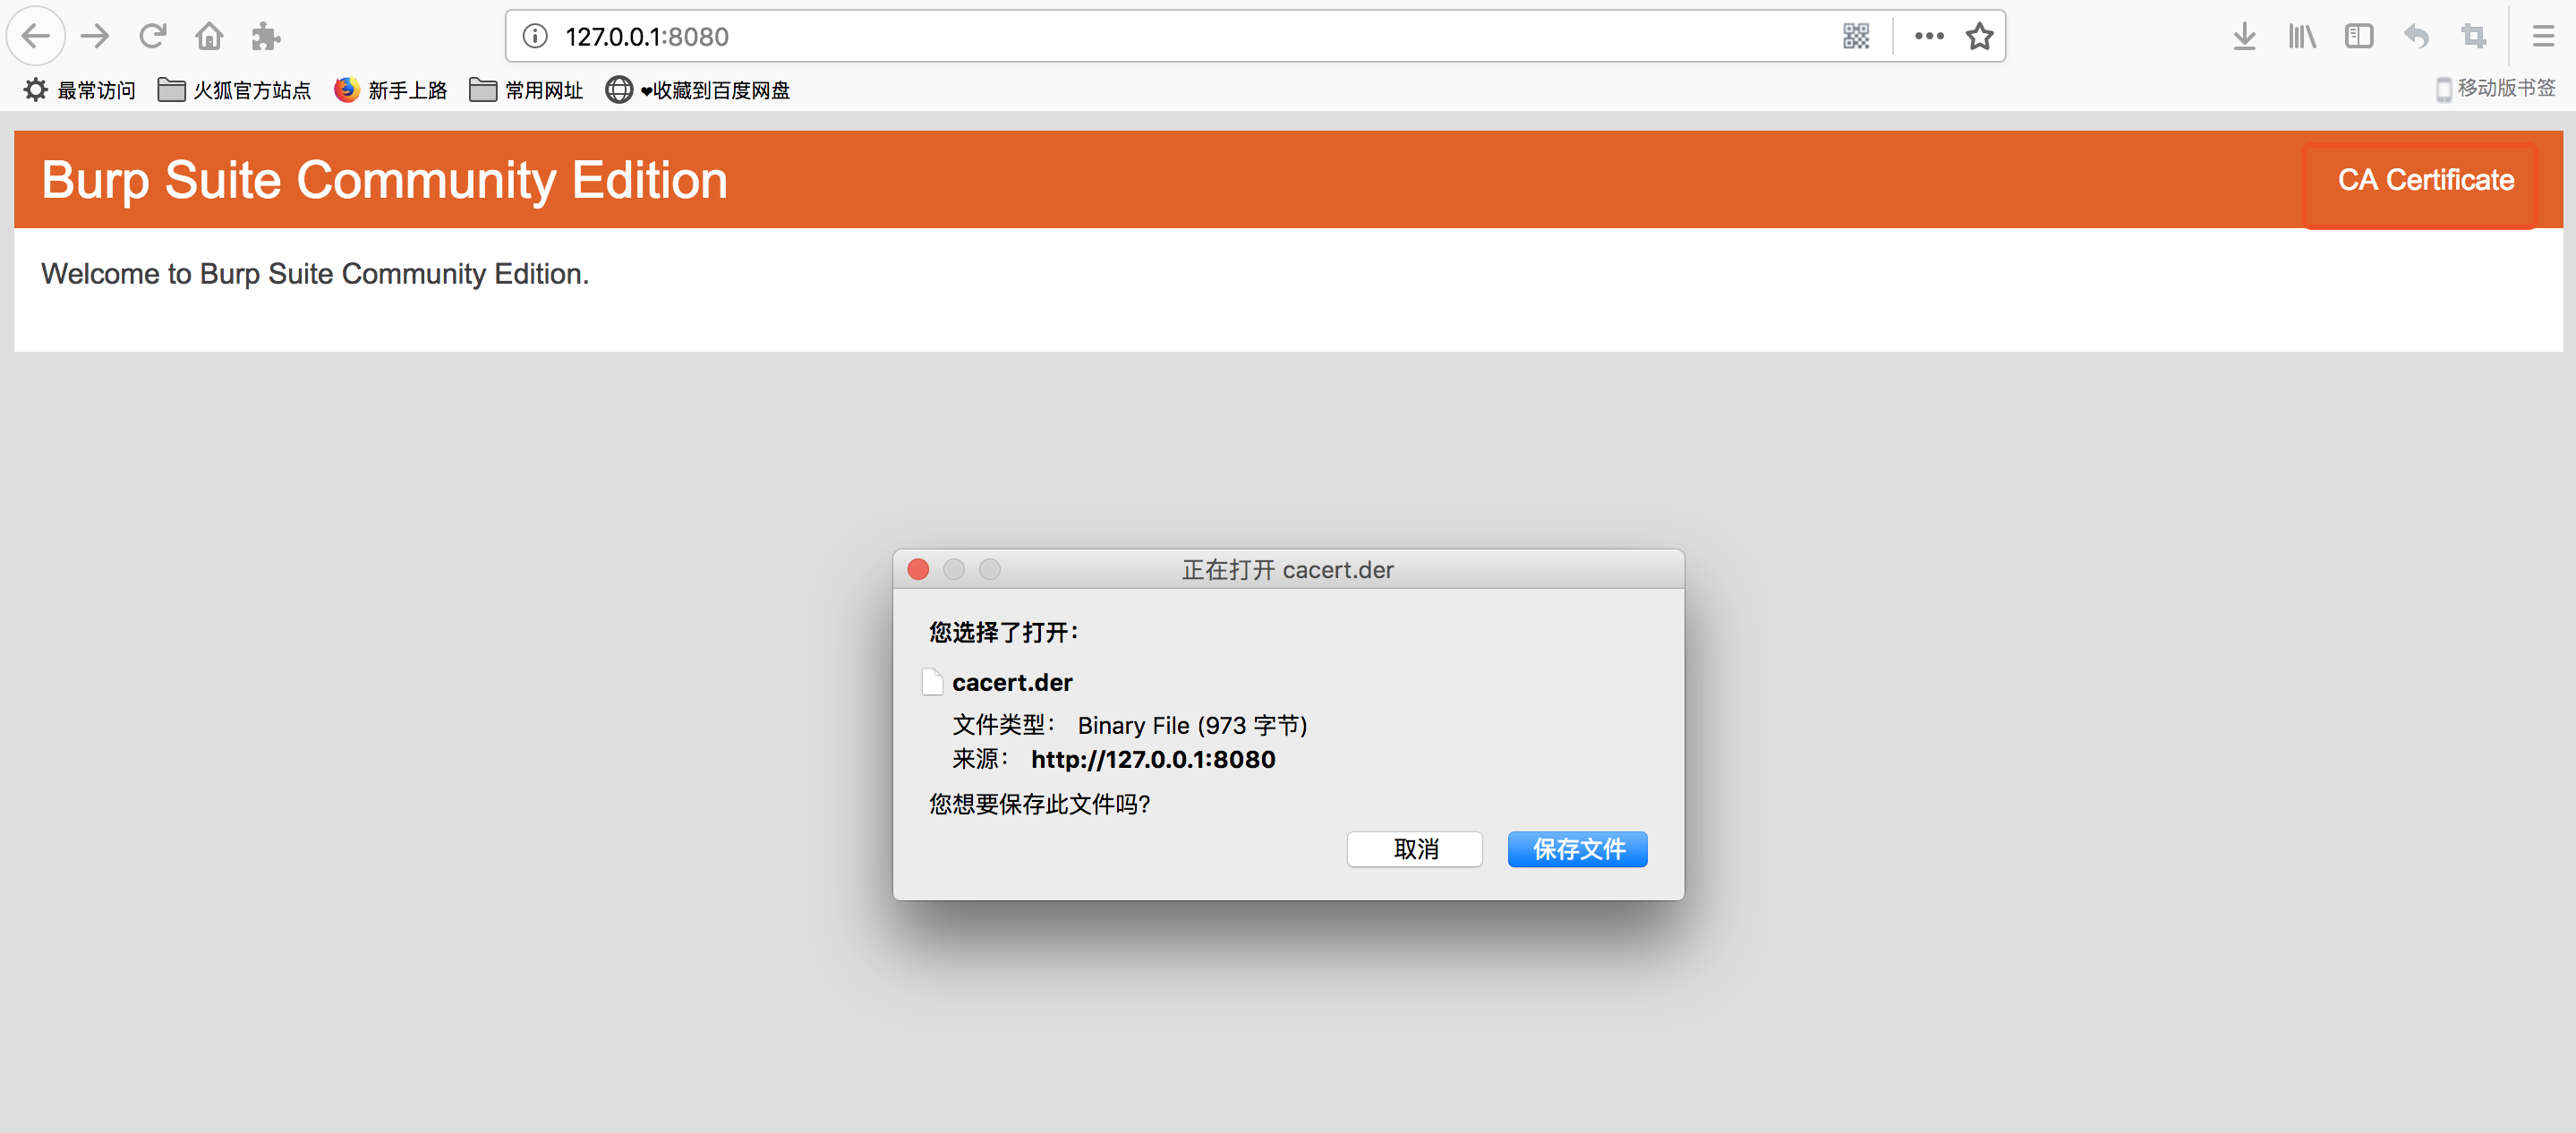 127.0.0.1:8080
最常访问 火狐官方站点 新手上路 常用网址 ❤收藏到百度网盘 移动版书签
Burp Suite Community Edition CA Certificate
Welcome to Burp Suite Community Edition.
正在打开 cacert.der
您选择了打开：
cacert.der
文件类型： Binary File (973 字节)
来源： http://127.0.0.1:8080
您想要保存此文件吗?
取消 保存文件